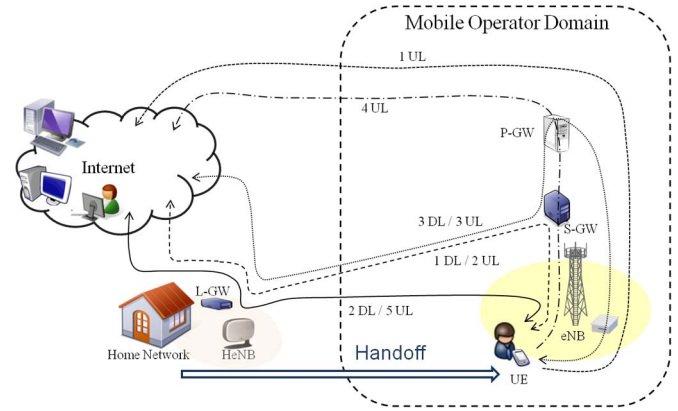 Mobile Operator Domain
1 UL
4 UL
P-GW
Internet
3 DL / 3 UL
S-GW
1 DL / 2 UL
L-GW
2 DL / 5 UL
eNB
Home Network
HeNB
Handoff
UE